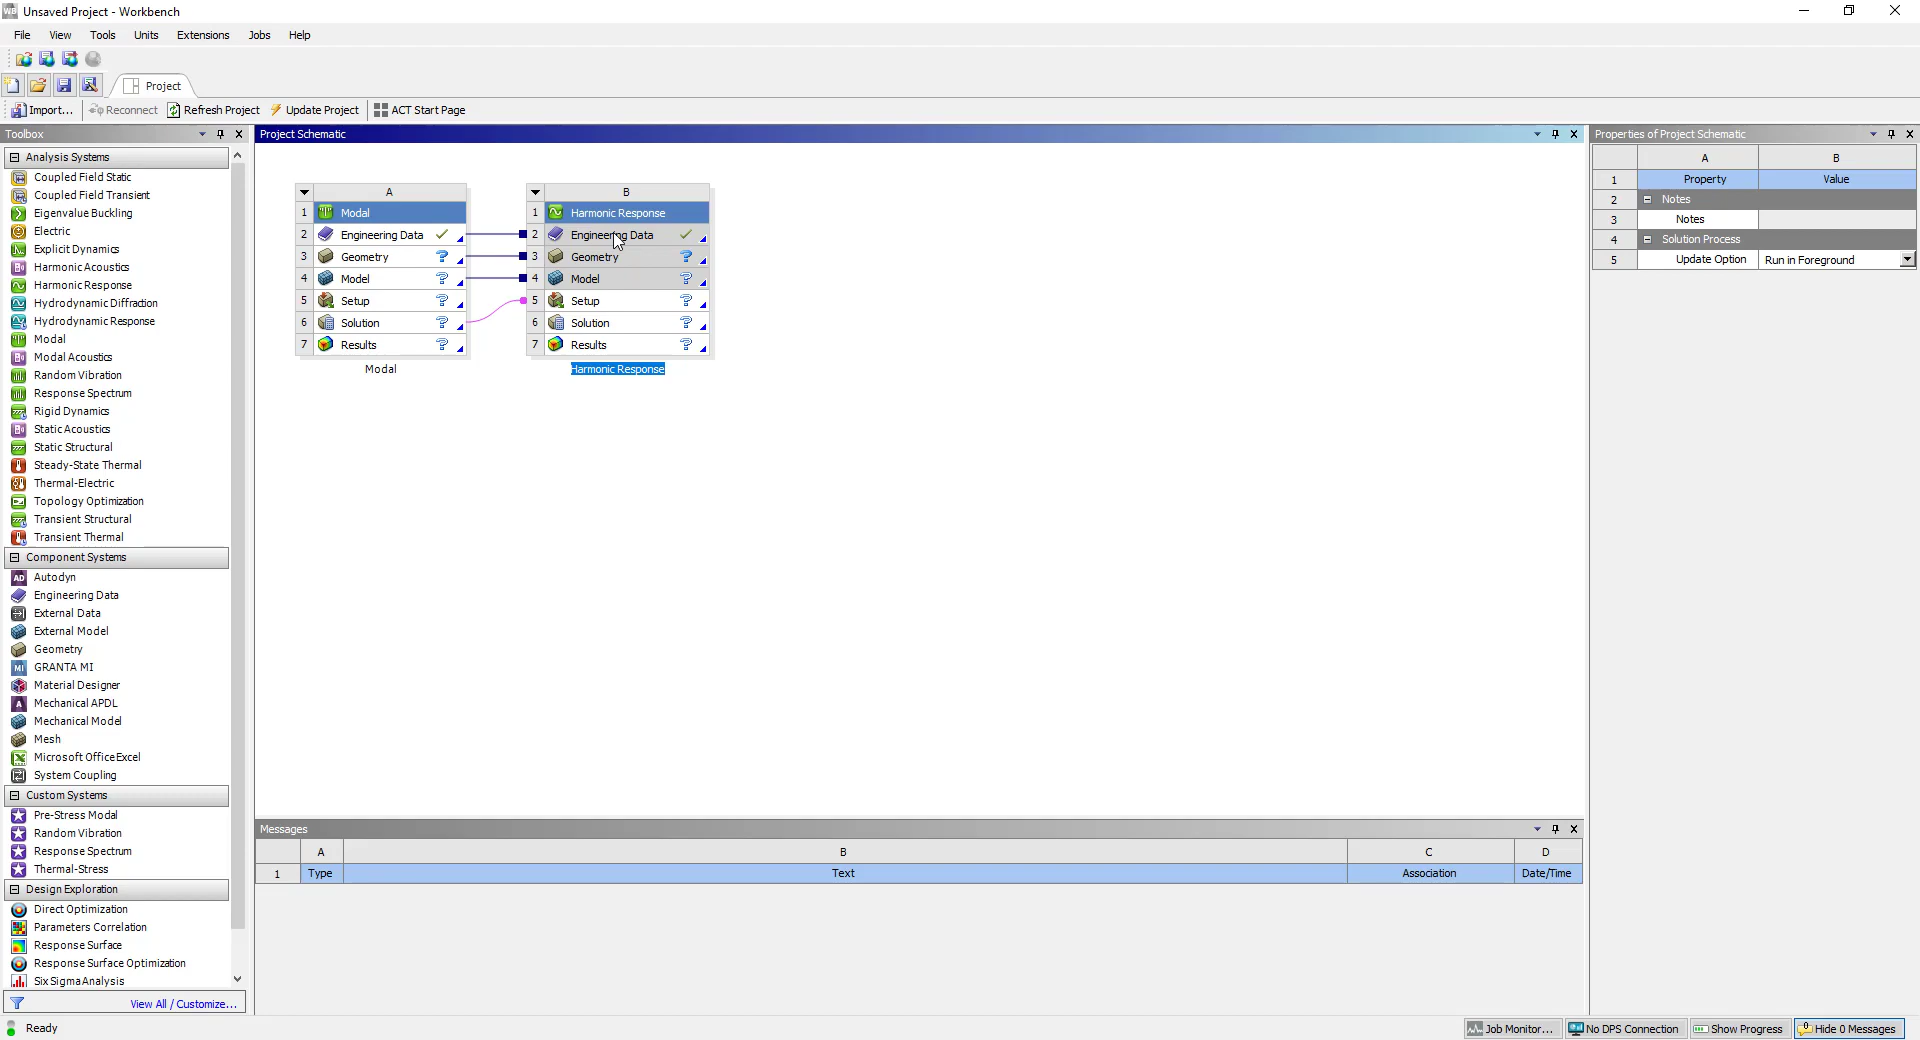 Unsaved Project - Workbench
File View Tools Units Extensions Jobs Help
Project
Import... Reconnect Refresh Project Update Project ACT Start Page
Toolbox
Analysis Systems
Coupled Field Static
Coupled Field Transient
Eigenvalue Buckling
Electric
Explicit Dynamics
Harmonic Acoustics
Harmonic Response
Hydrodynamic Diffraction
Hydrodynamic Response
Modal
Modal Acoustics
Random Vibration
Response Spectrum
Rigid Dynamics
Static Acoustics
Static Structural
Steady-State Thermal
Thermal-Electric
Topology Optimization
Transient Structural
Transient Thermal
Component Systems
Autodyn
Engineering Data
External Data
External Model
Geometry
GRANTA MI
Material Designer
Mechanical APDL
Mechanical Model
Mesh
Microsoft Office Excel
System Coupling
Custom Systems
Pre-Stress Modal
Random Vibration
Response Spectrum
Thermal-Stress
Design Exploration
Direct Optimization
Parameters Correlation
Response Surface
Response Surface Optimization
Six Sigma Analysis
View All / Customize...
Project Schematic
A
1 Modal
2 Engineering Data
3 Geometry ?
4 Model ?
5 Setup ?
6 Solution ?
7 Results ?
Modal
B
1 Harmonic Response
2 Engineering Data
3 Geometry ?
4 Model ?
5 Setup ?
6 Solution ?
7 Results ?
Harmonic Response
Messages
A B C D
1 Type Text Association Date/Time
Properties of Project Schematic
A B
1 Property Value
2 Notes
3 Notes
4 Solution Process
5 Update Option Run in Foreground
Ready
Job Monitor... No DPS Connection Show Progress Hide 0 Messages